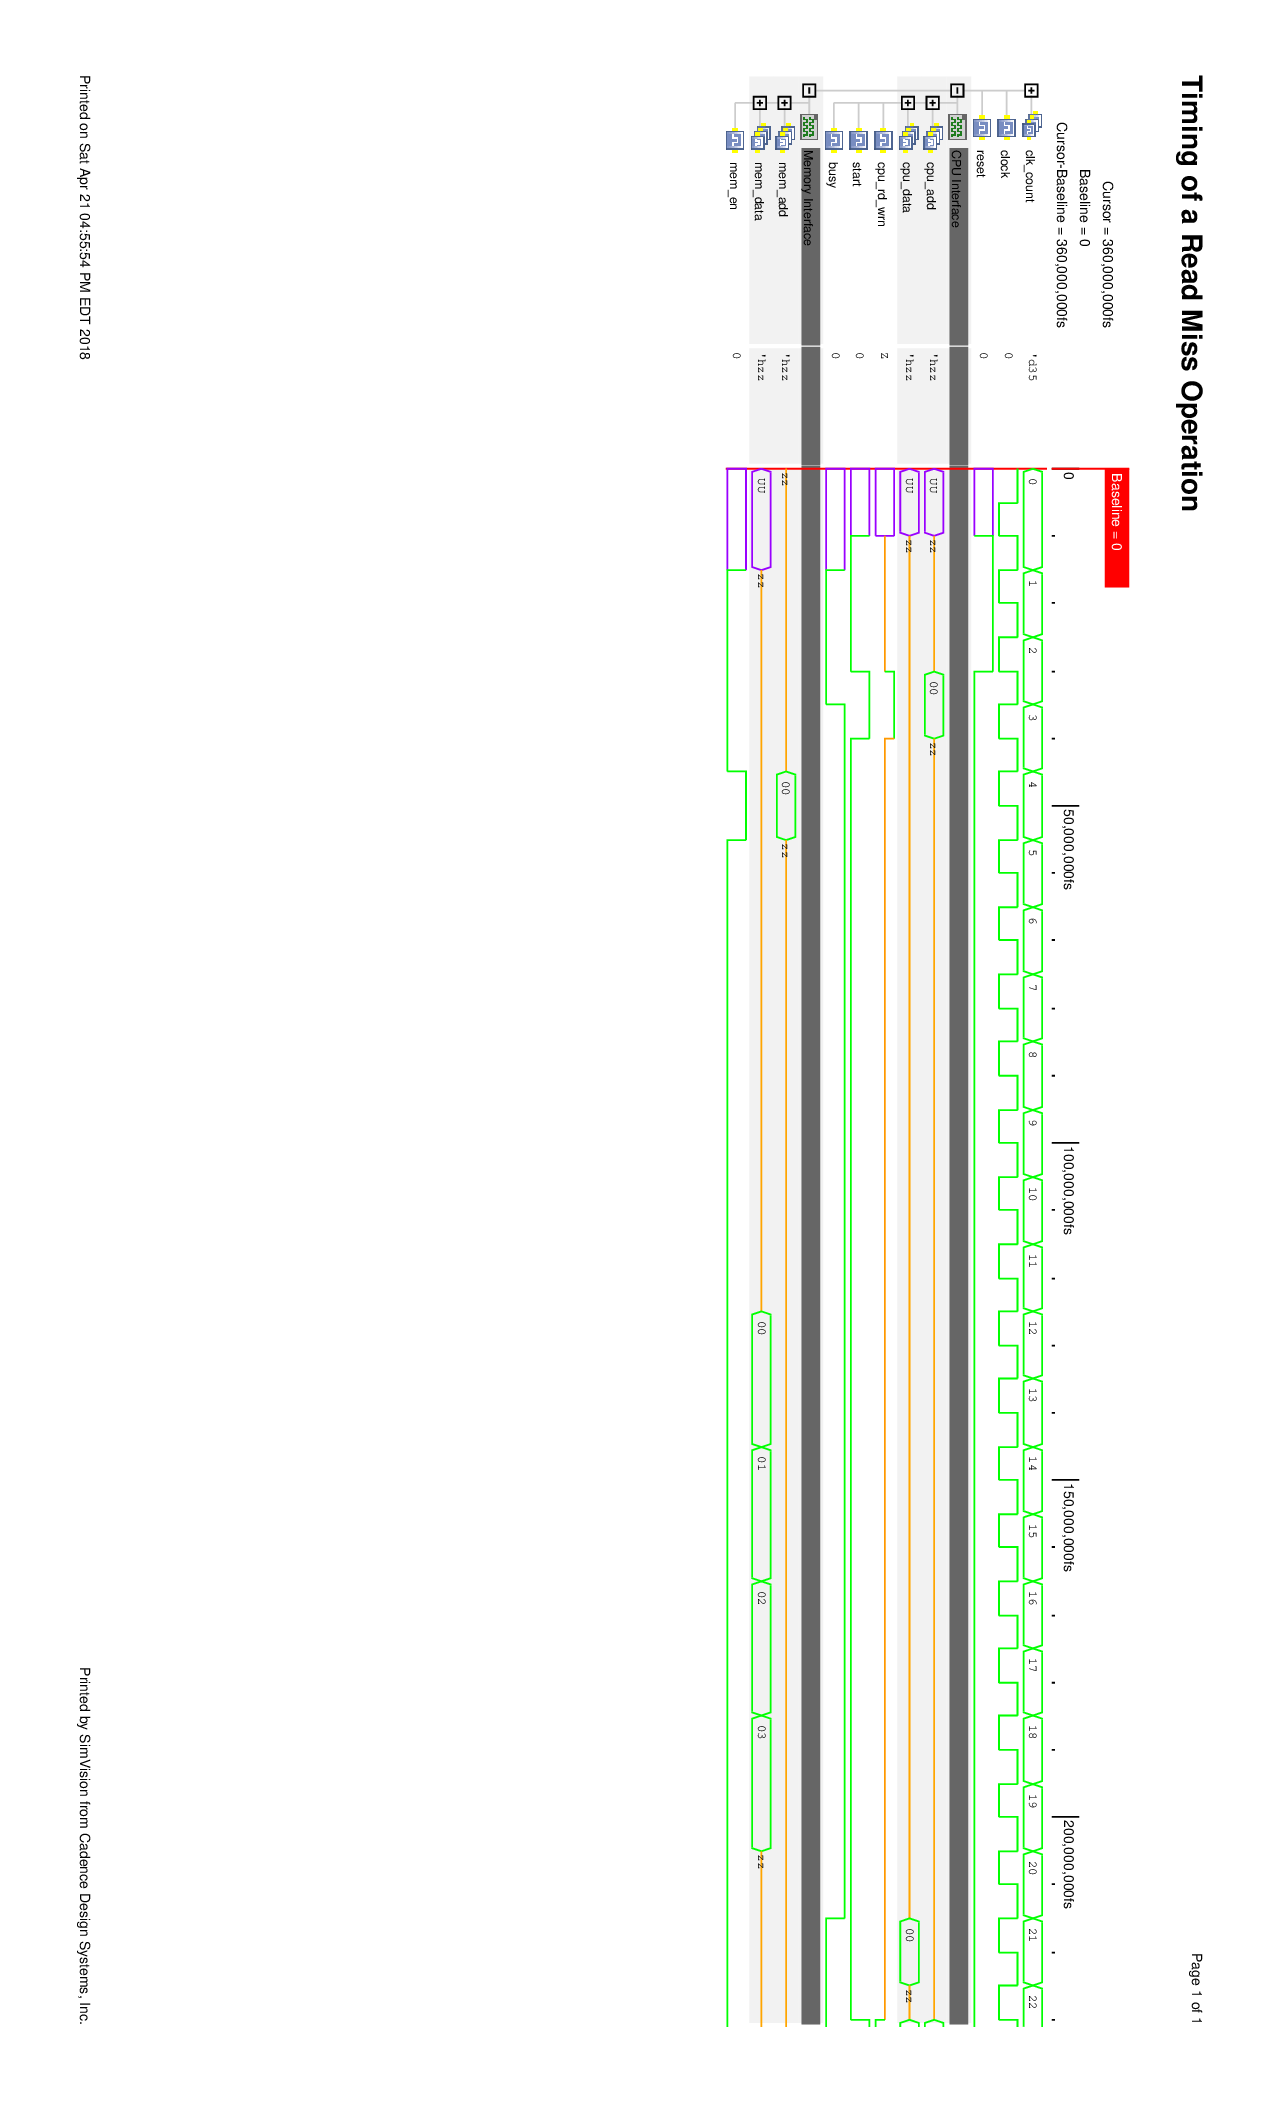 Timing of a Read Miss Operation
Page 1 of 1
Cursor = 360,000,000fs
Baseline = 0
Cursor-Baseline = 360,000,000fs
Baseline = 0
0 50,000,000fs 100,000,000fs 150,000,000fs 200,000,000fs
clk_count 'd35 0 1 2 3 4 5 6 7 8 9 10 11 12 13 14 15 16 17 18 19 20 21 22
clock 0
reset 0
CPU Interface
cpu_add 'hzz UU zz 00 zz
cpu_data 'hzz UU zz 00 zz
cpu_rd_wrn z
start 0
busy 0
Memory Interface
mem_add 'hzz zz 00 zz
mem_data 'hzz UU zz 00 01 02 03 zz
mem_en 0
Printed on Sat Apr 21 04:55:54 PM EDT 2018
Printed by SimVision from Cadence Design Systems, Inc.